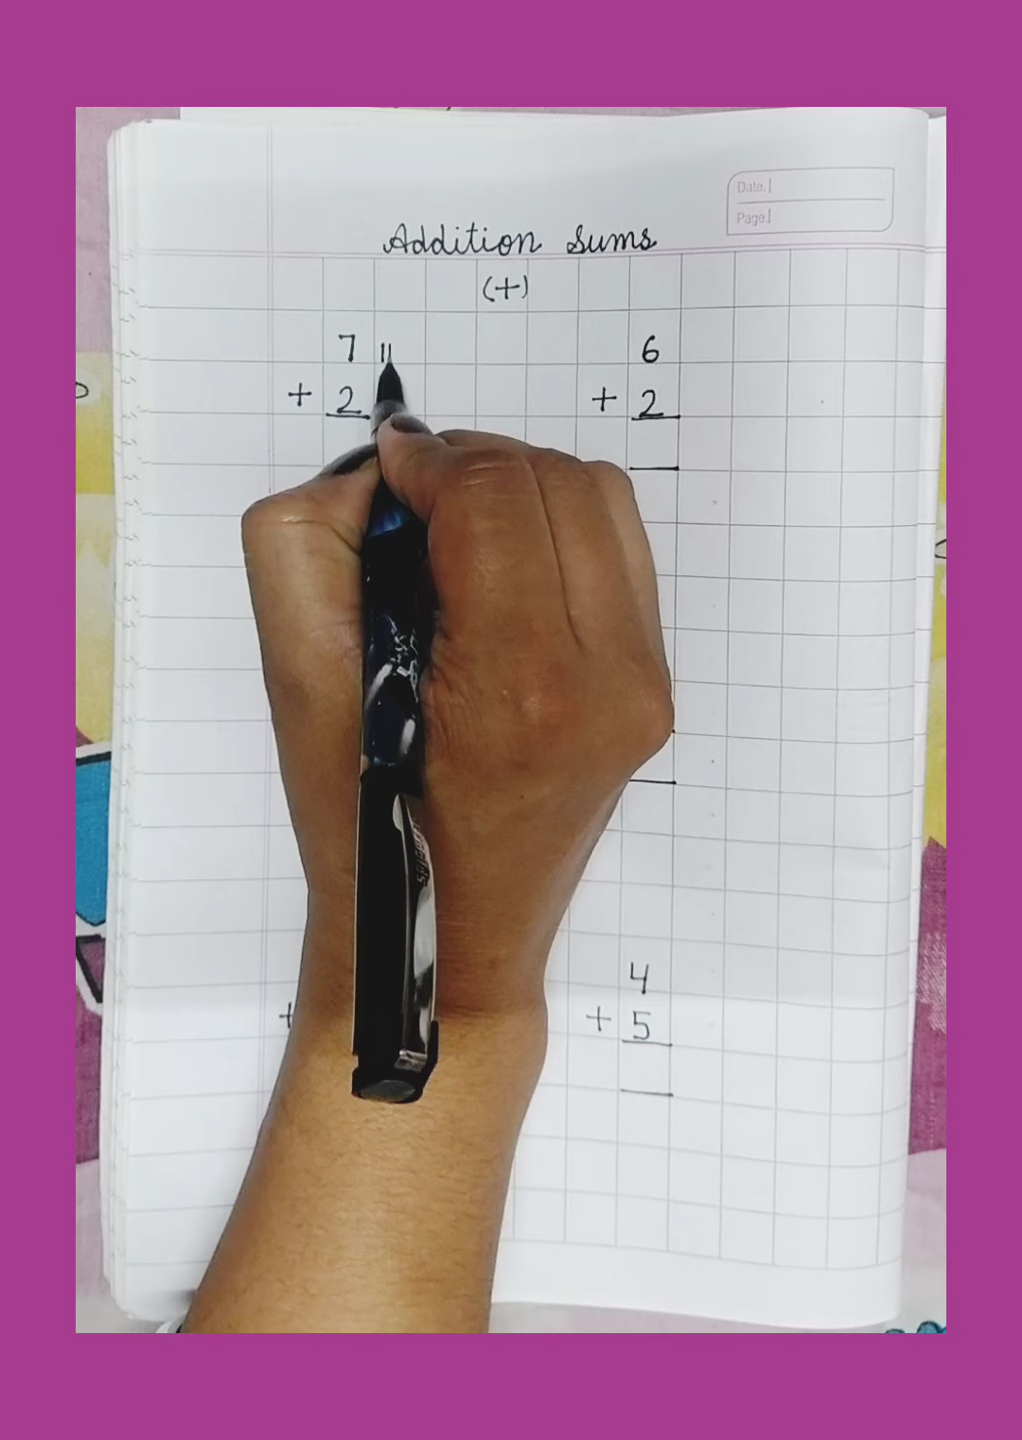 Date.
Page
Addition Sums
(+)
7 ||
+ 2
6
+ 2
+
4
+ 5